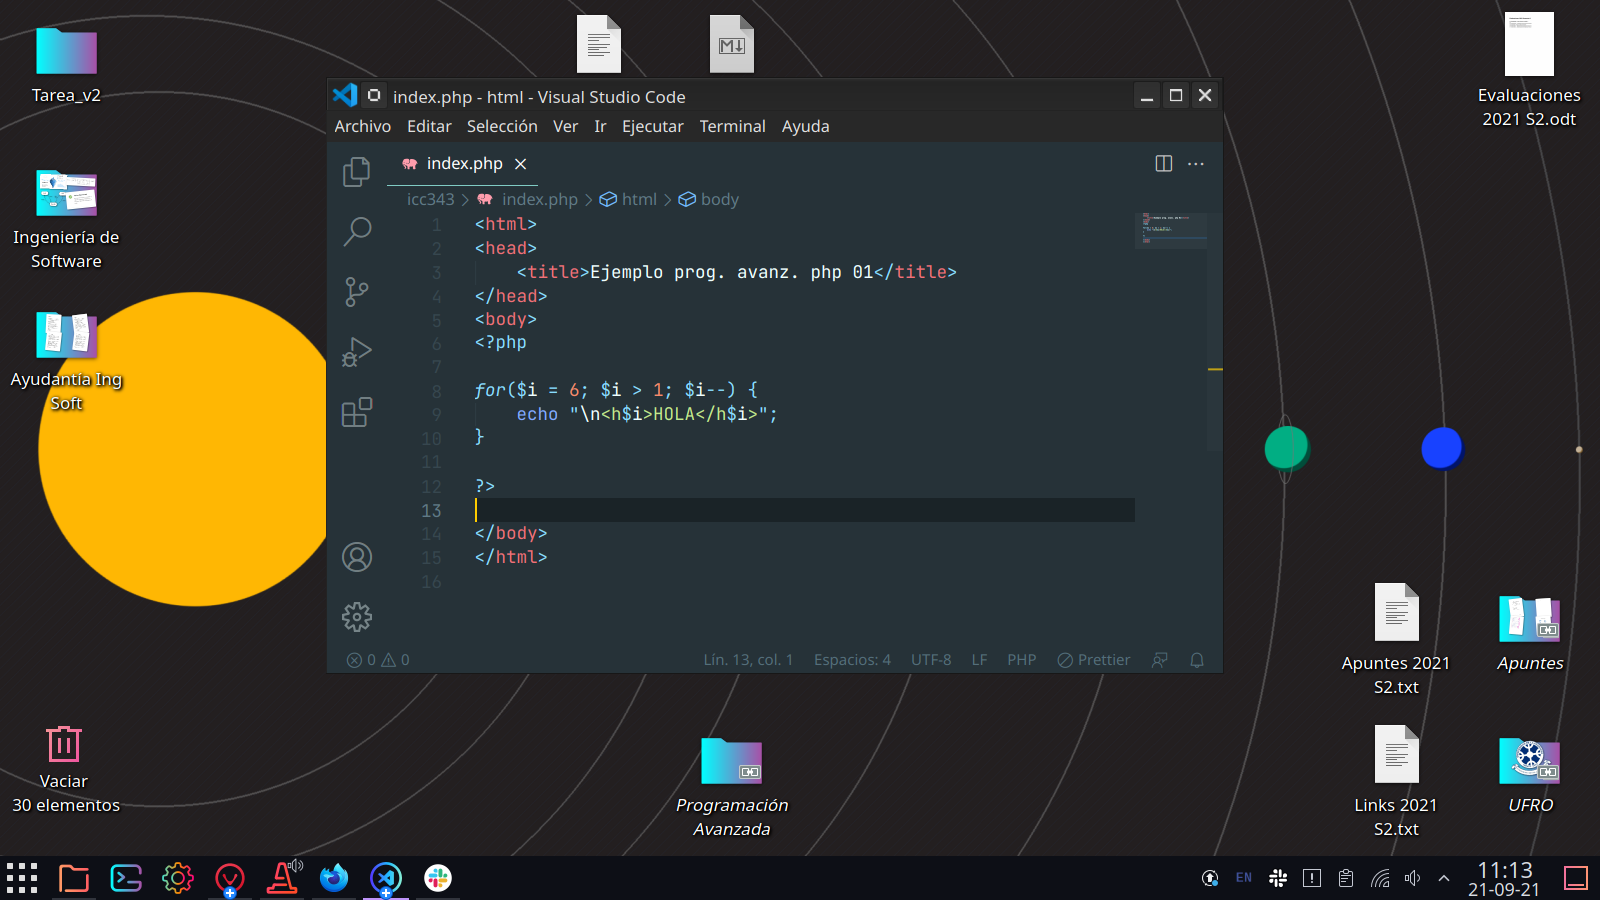 Tarea_v2
Ingeniería de
Software
Ayudantía Ing
Soft
Vaciar
30 elementos
M
index.php - html - Visual Studio Code
Archivo Editar Selección Ver Ir Ejecutar Terminal Ayuda
index.php
icc343 > index.php > html > body
1 <html>
2 <head>
3     <title>Ejemplo prog. avanz. php 01</title>
4 </head>
5 <body>
6 <?php
7
8 for($i = 6; $i > 1; $i--) {
9     echo "\n<h$i>HOLA</h$i>";
10 }
11
12 ?>
13
14 </body>
15 </html>
16
0 0 Lín. 13, col. 1 Espacios: 4 UTF-8 LF PHP Prettier
Evaluaciones
2021 S2.odt
Apuntes 2021
S2.txt
Apuntes
Programación
Avanzada
Links 2021
S2.txt
UFRO
EN
11:13
21-09-21